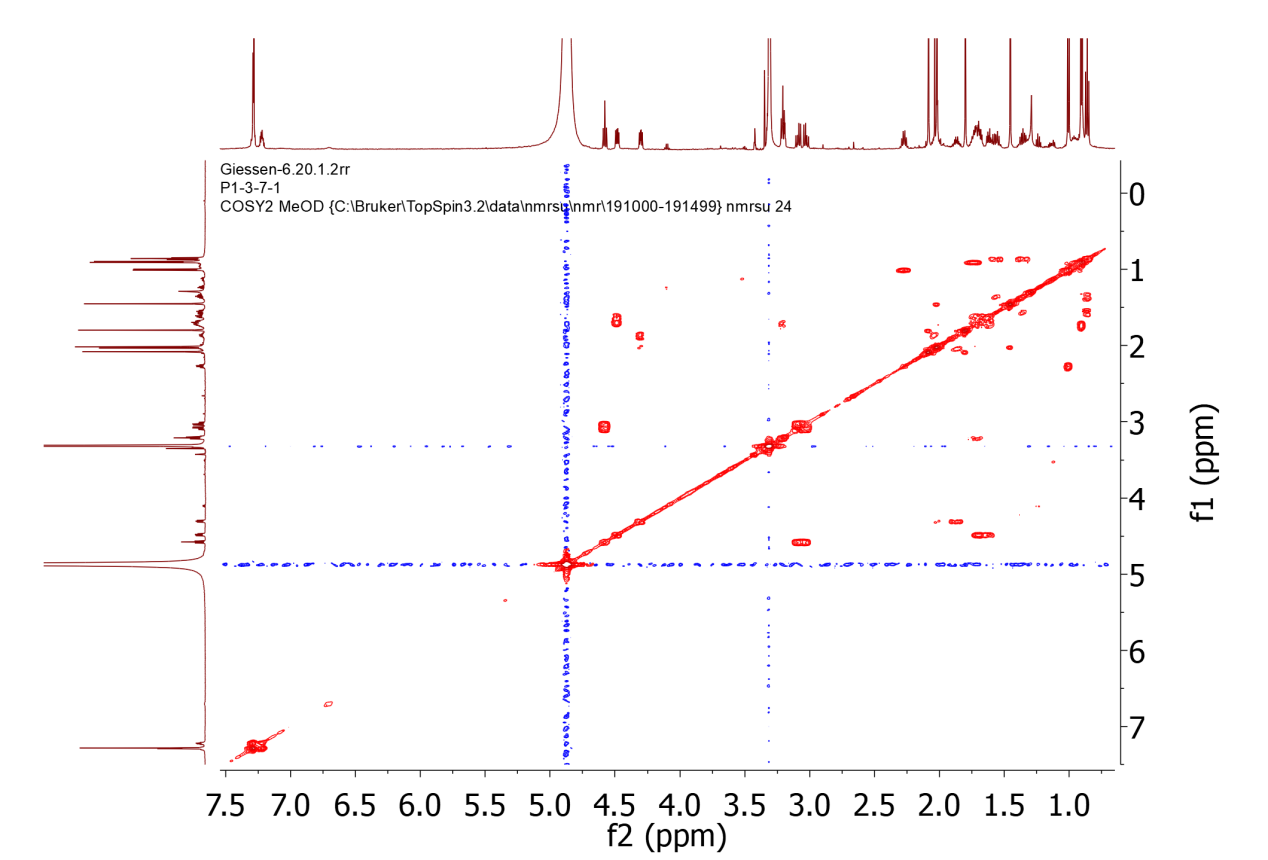 Giessen-6.20.1.2rr
P1-3-7-1
COSY2 MeOD {C:\Bruker\TopSpin3.2\data\nmrsu\nmr\191000-191499} nmrsu 24
0
1
2
3
4
5
6
7
f1 (ppm)
7.5 7.0 6.5 6.0 5.5 5.0 4.5 4.0 3.5 3.0 2.5 2.0 1.5 1.0
f2 (ppm)